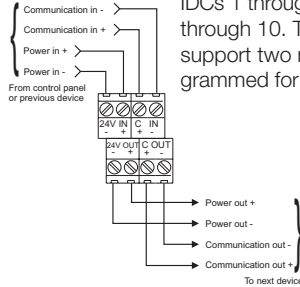 Communication in -
Communication in +
Power in +
Power in -
From control panel
or previous device
IDCs 1 throug
through 10. T
support two r
grammed for
24V IN C IN
- + + -
24V OUT C OUT
- + + -
Power out +
Power out -
Communication out -
Communication out +
To next device